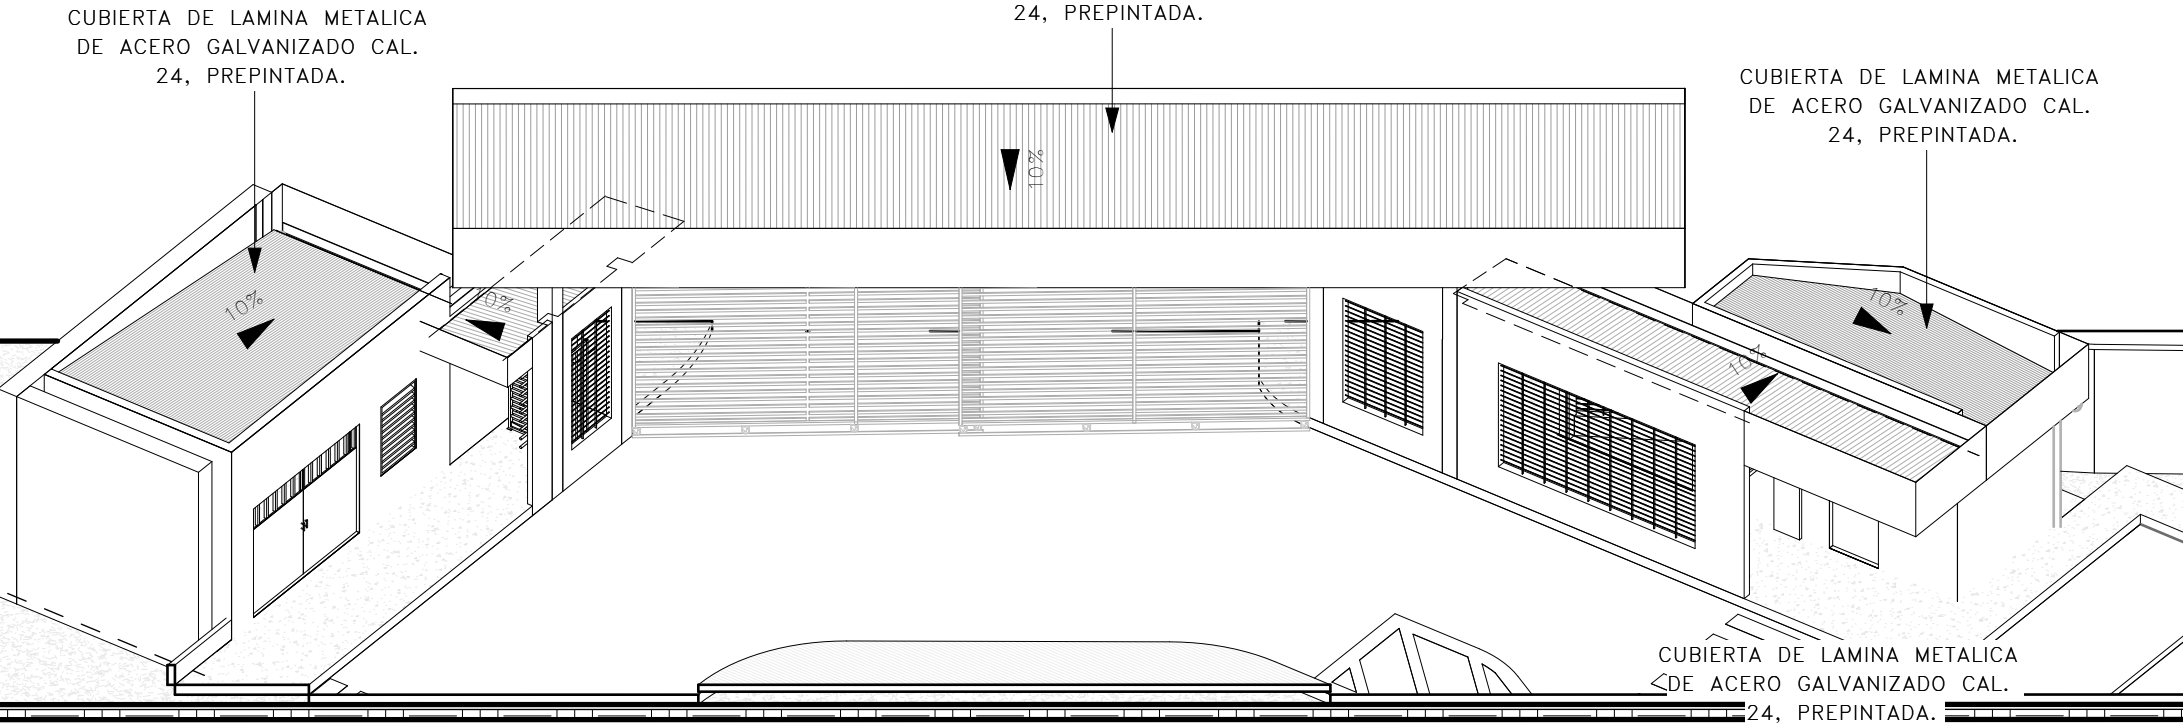 CUBIERTA DE LAMINA METALICA
DE ACERO GALVANIZADO CAL.
24, PREPINTADA.
24, PREPINTADA.
CUBIERTA DE LAMINA METALICA
DE ACERO GALVANIZADO CAL.
24, PREPINTADA.
10%
10%
0%
10%
10%
CUBIERTA DE LAMINA METALICA
DE ACERO GALVANIZADO CAL.
24, PREPINTADA.